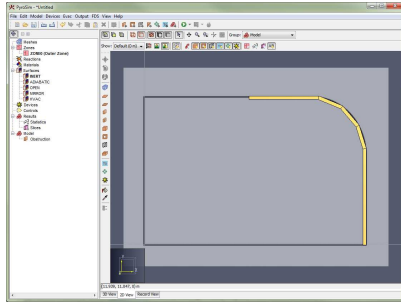 PyroSim - "Untitled
File Edit Model Devices Evac Output FDS View Help
Group: Model
Show: Default (0 m)
Meshes
Zones
ZONE0 (Outer Zone)
Reactions
Materials
Surfaces
INERT
ADIABATIC
OPEN
MIRROR
HVAC
Devices
Controls
Results
Statistics
Slices
Model
Obstruction
3D View 2D View Record View